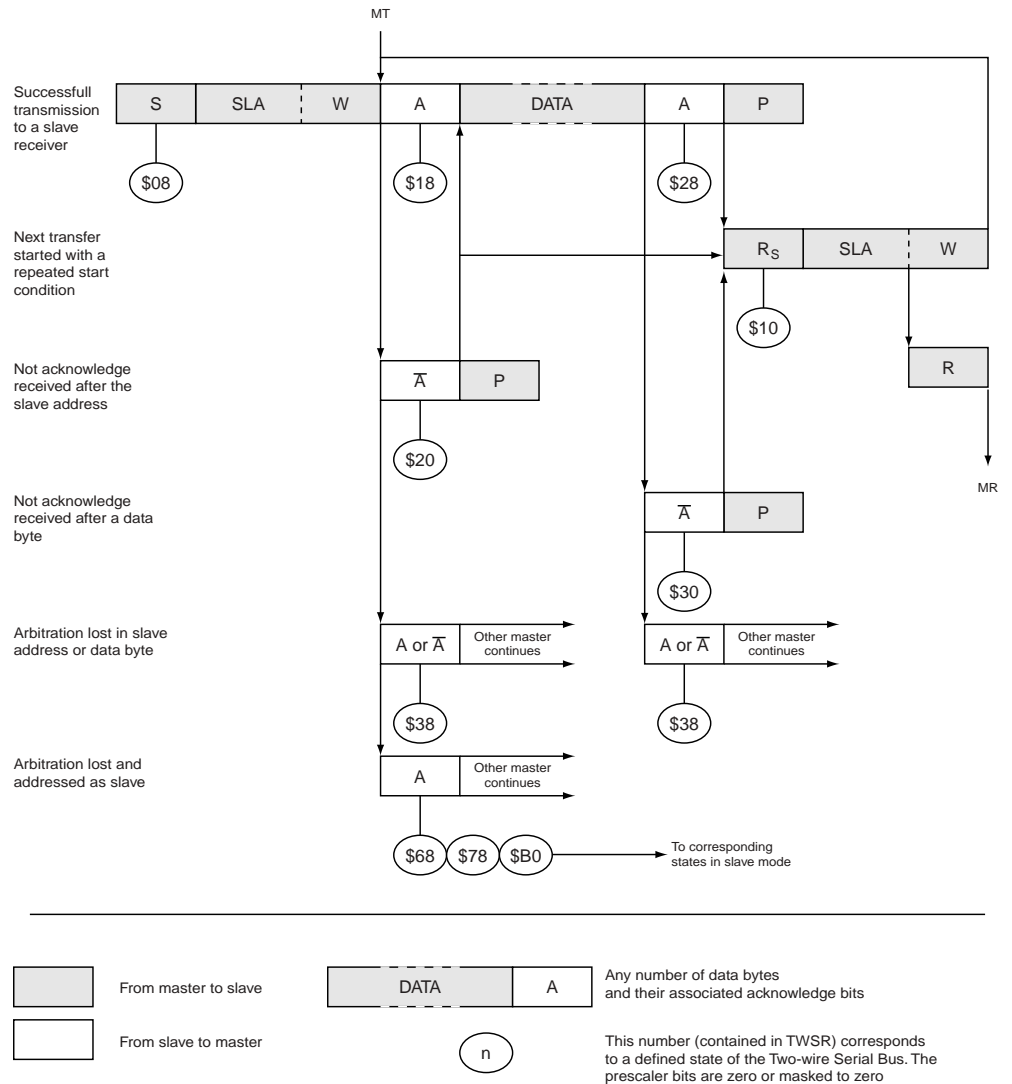 MT
Successfull
transmission
to a slave
receiver
S SLA W A DATA A P
$08 $18 $28
Next transfer
started with a
repeated start
condition
RS SLA W
$10
Not acknowledge
received after the
slave address
A̅ P
R
$20
MR
Not acknowledge
received after a data
byte
A̅ P
$30
Arbitration lost in slave
address or data byte
A or A̅
Other master
continues
A or A̅
Other master
continues
$38 $38
Arbitration lost and
addressed as slave
A
Other master
continues
$68 $78 $B0
To corresponding
states in slave mode
From master to slave
DATA A
Any number of data bytes
and their associated acknowledge bits
From slave to master
n
This number (contained in TWSR) corresponds
to a defined state of the Two-wire Serial Bus. The
prescaler bits are zero or masked to zero